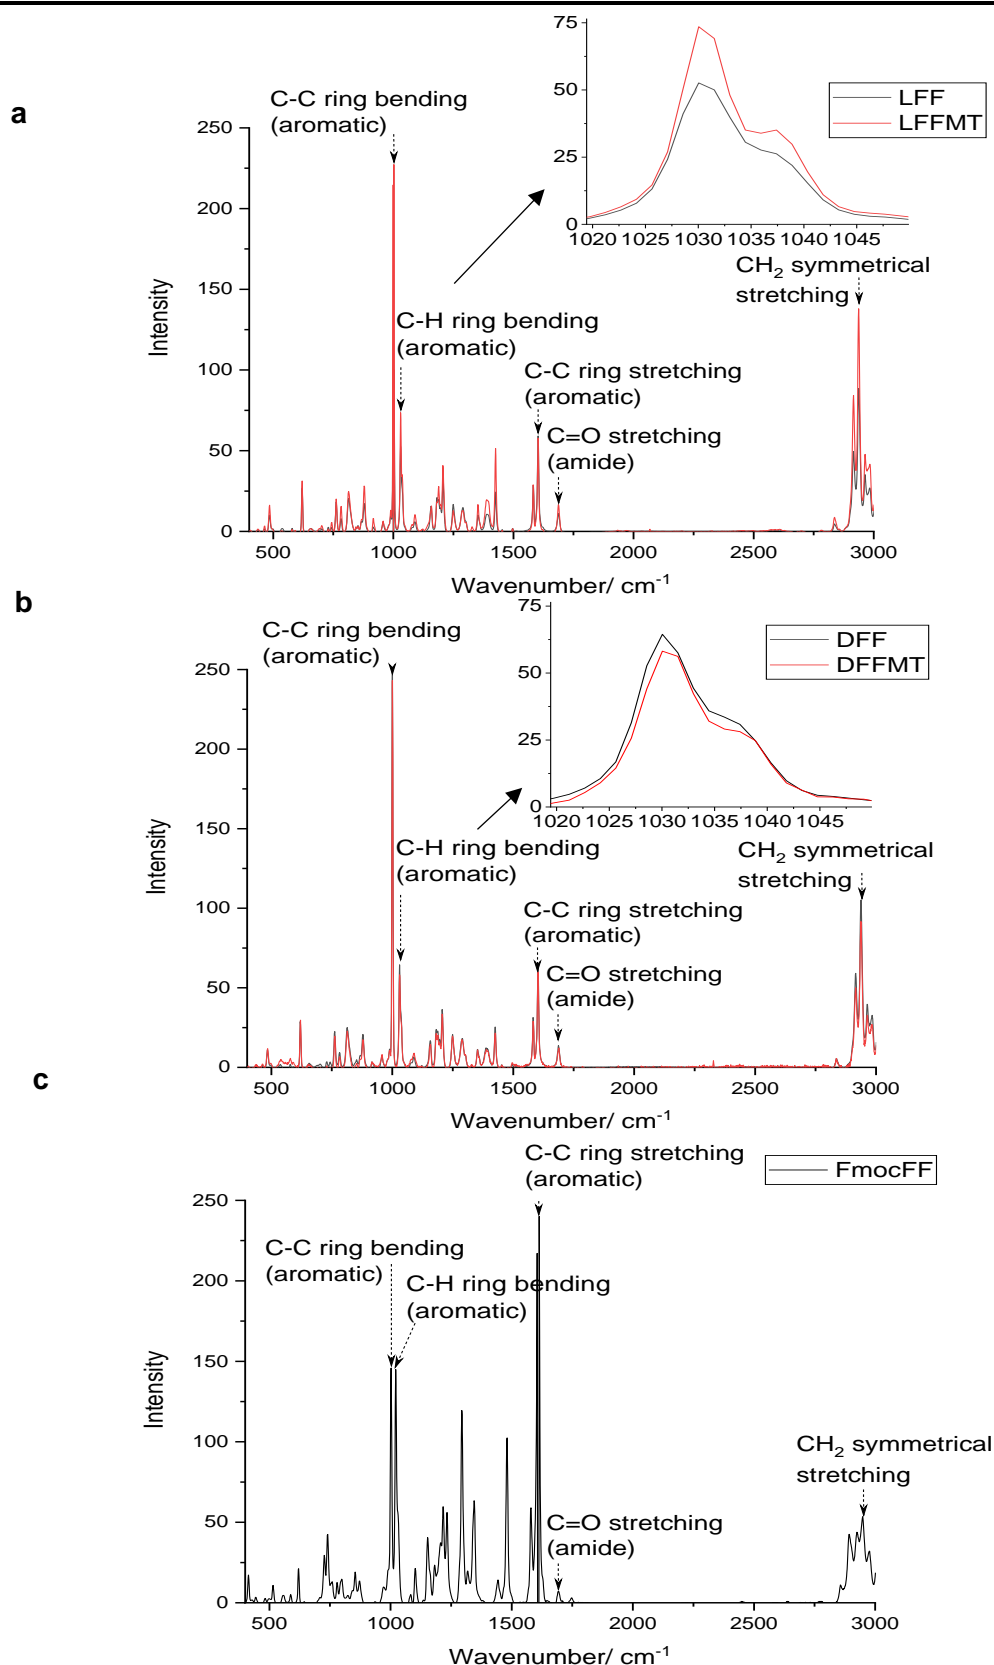 a
C-C ring bending
(aromatic)
75
50
25
0
1020 1025 1030 1035 1040 1045
LFF
LFFMT
250
200
150
100
50
0
Intensity
C-H ring bending
(aromatic)
CH2 symmetrical
stretching
C-C ring stretching
(aromatic)
C=O stretching
(amide)
500 1000 1500 2000 2500 3000
Wavenumber/ cm-1
b
C-C ring bending
(aromatic)
75
50
25
0
1020 1025 1030 1035 1040 1045
DFF
DFFMT
250
200
150
100
50
0
Intensity
C-H ring bending
(aromatic)
CH2 symmetrical
stretching
C-C ring stretching
(aromatic)
C=O stretching
(amide)
500 1000 1500 2000 2500 3000
Wavenumber/ cm-1
c
C-C ring stretching
(aromatic)
FmocFF
250
200
150
100
50
0
Intensity
C-C ring bending
(aromatic)
C-H ring bending
(aromatic)
CH2 symmetrical
stretching
C=O stretching
(amide)
500 1000 1500 2000 2500 3000
Wavenumber/ cm-1